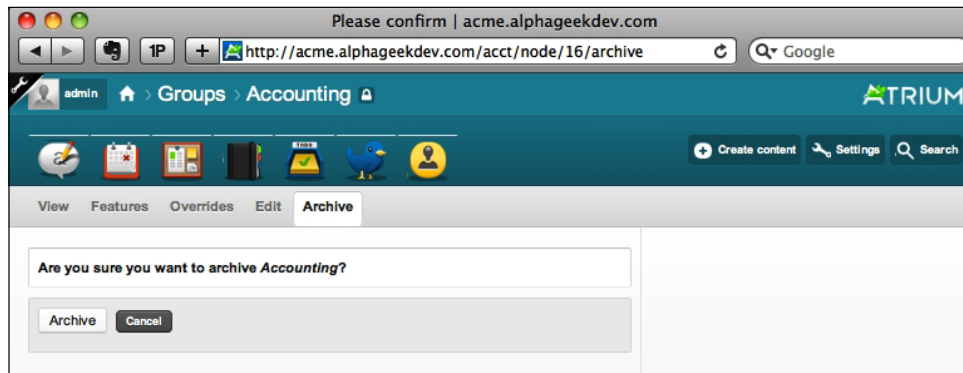 Please confirm | acme.alphageekdev.com
1P + http://acme.alphageekdev.com/acct/node/16/archive Google
admin Groups Accounting ATRIUM
TODO
Create content Settings Search
View Features Overrides Edit Archive
Are you sure you want to archive Accounting?
Archive Cancel